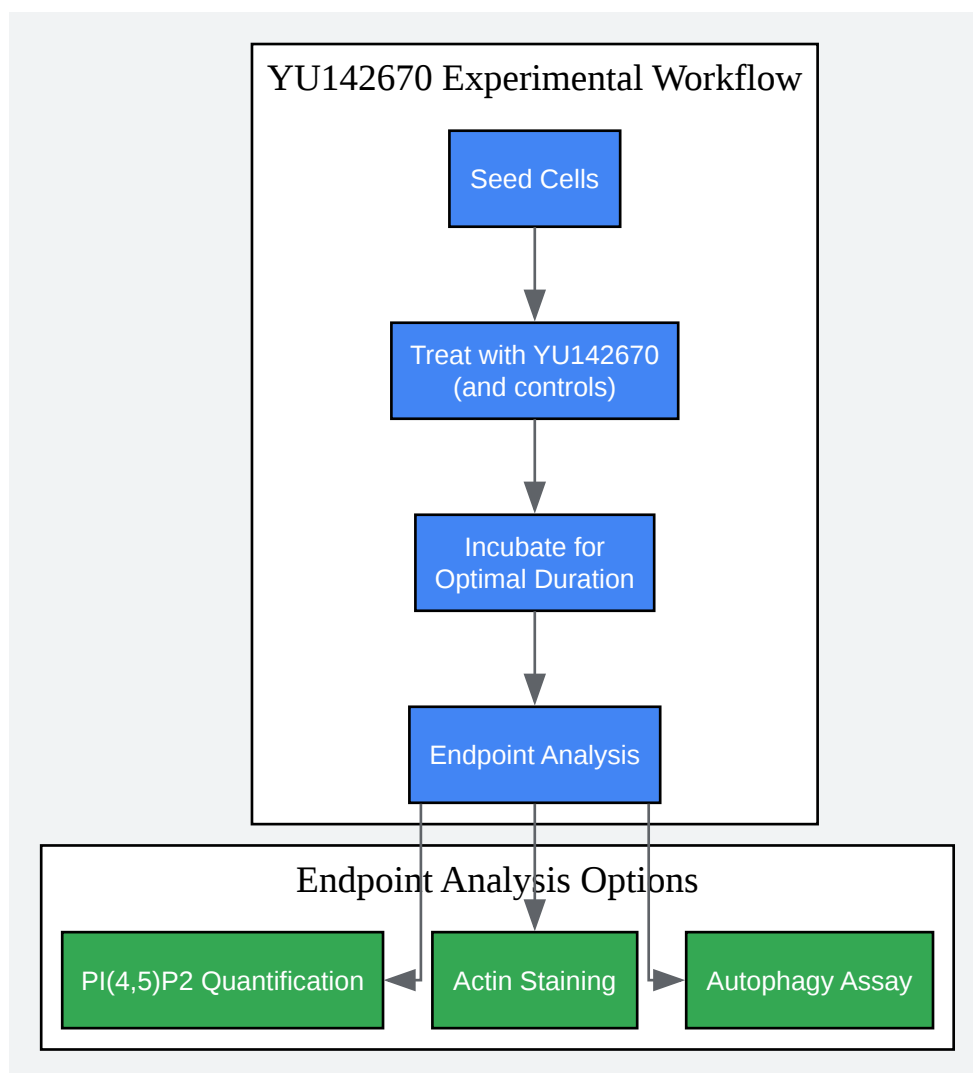 YU142670 Experimental Workflow
Seed Cells
Treat with YU142670
(and controls)
Incubate for
Optimal Duration
Endpoint Analysis
Endpoint Analysis Options
PI(4,5)P2 Quantification
Actin Staining
Autophagy Assay